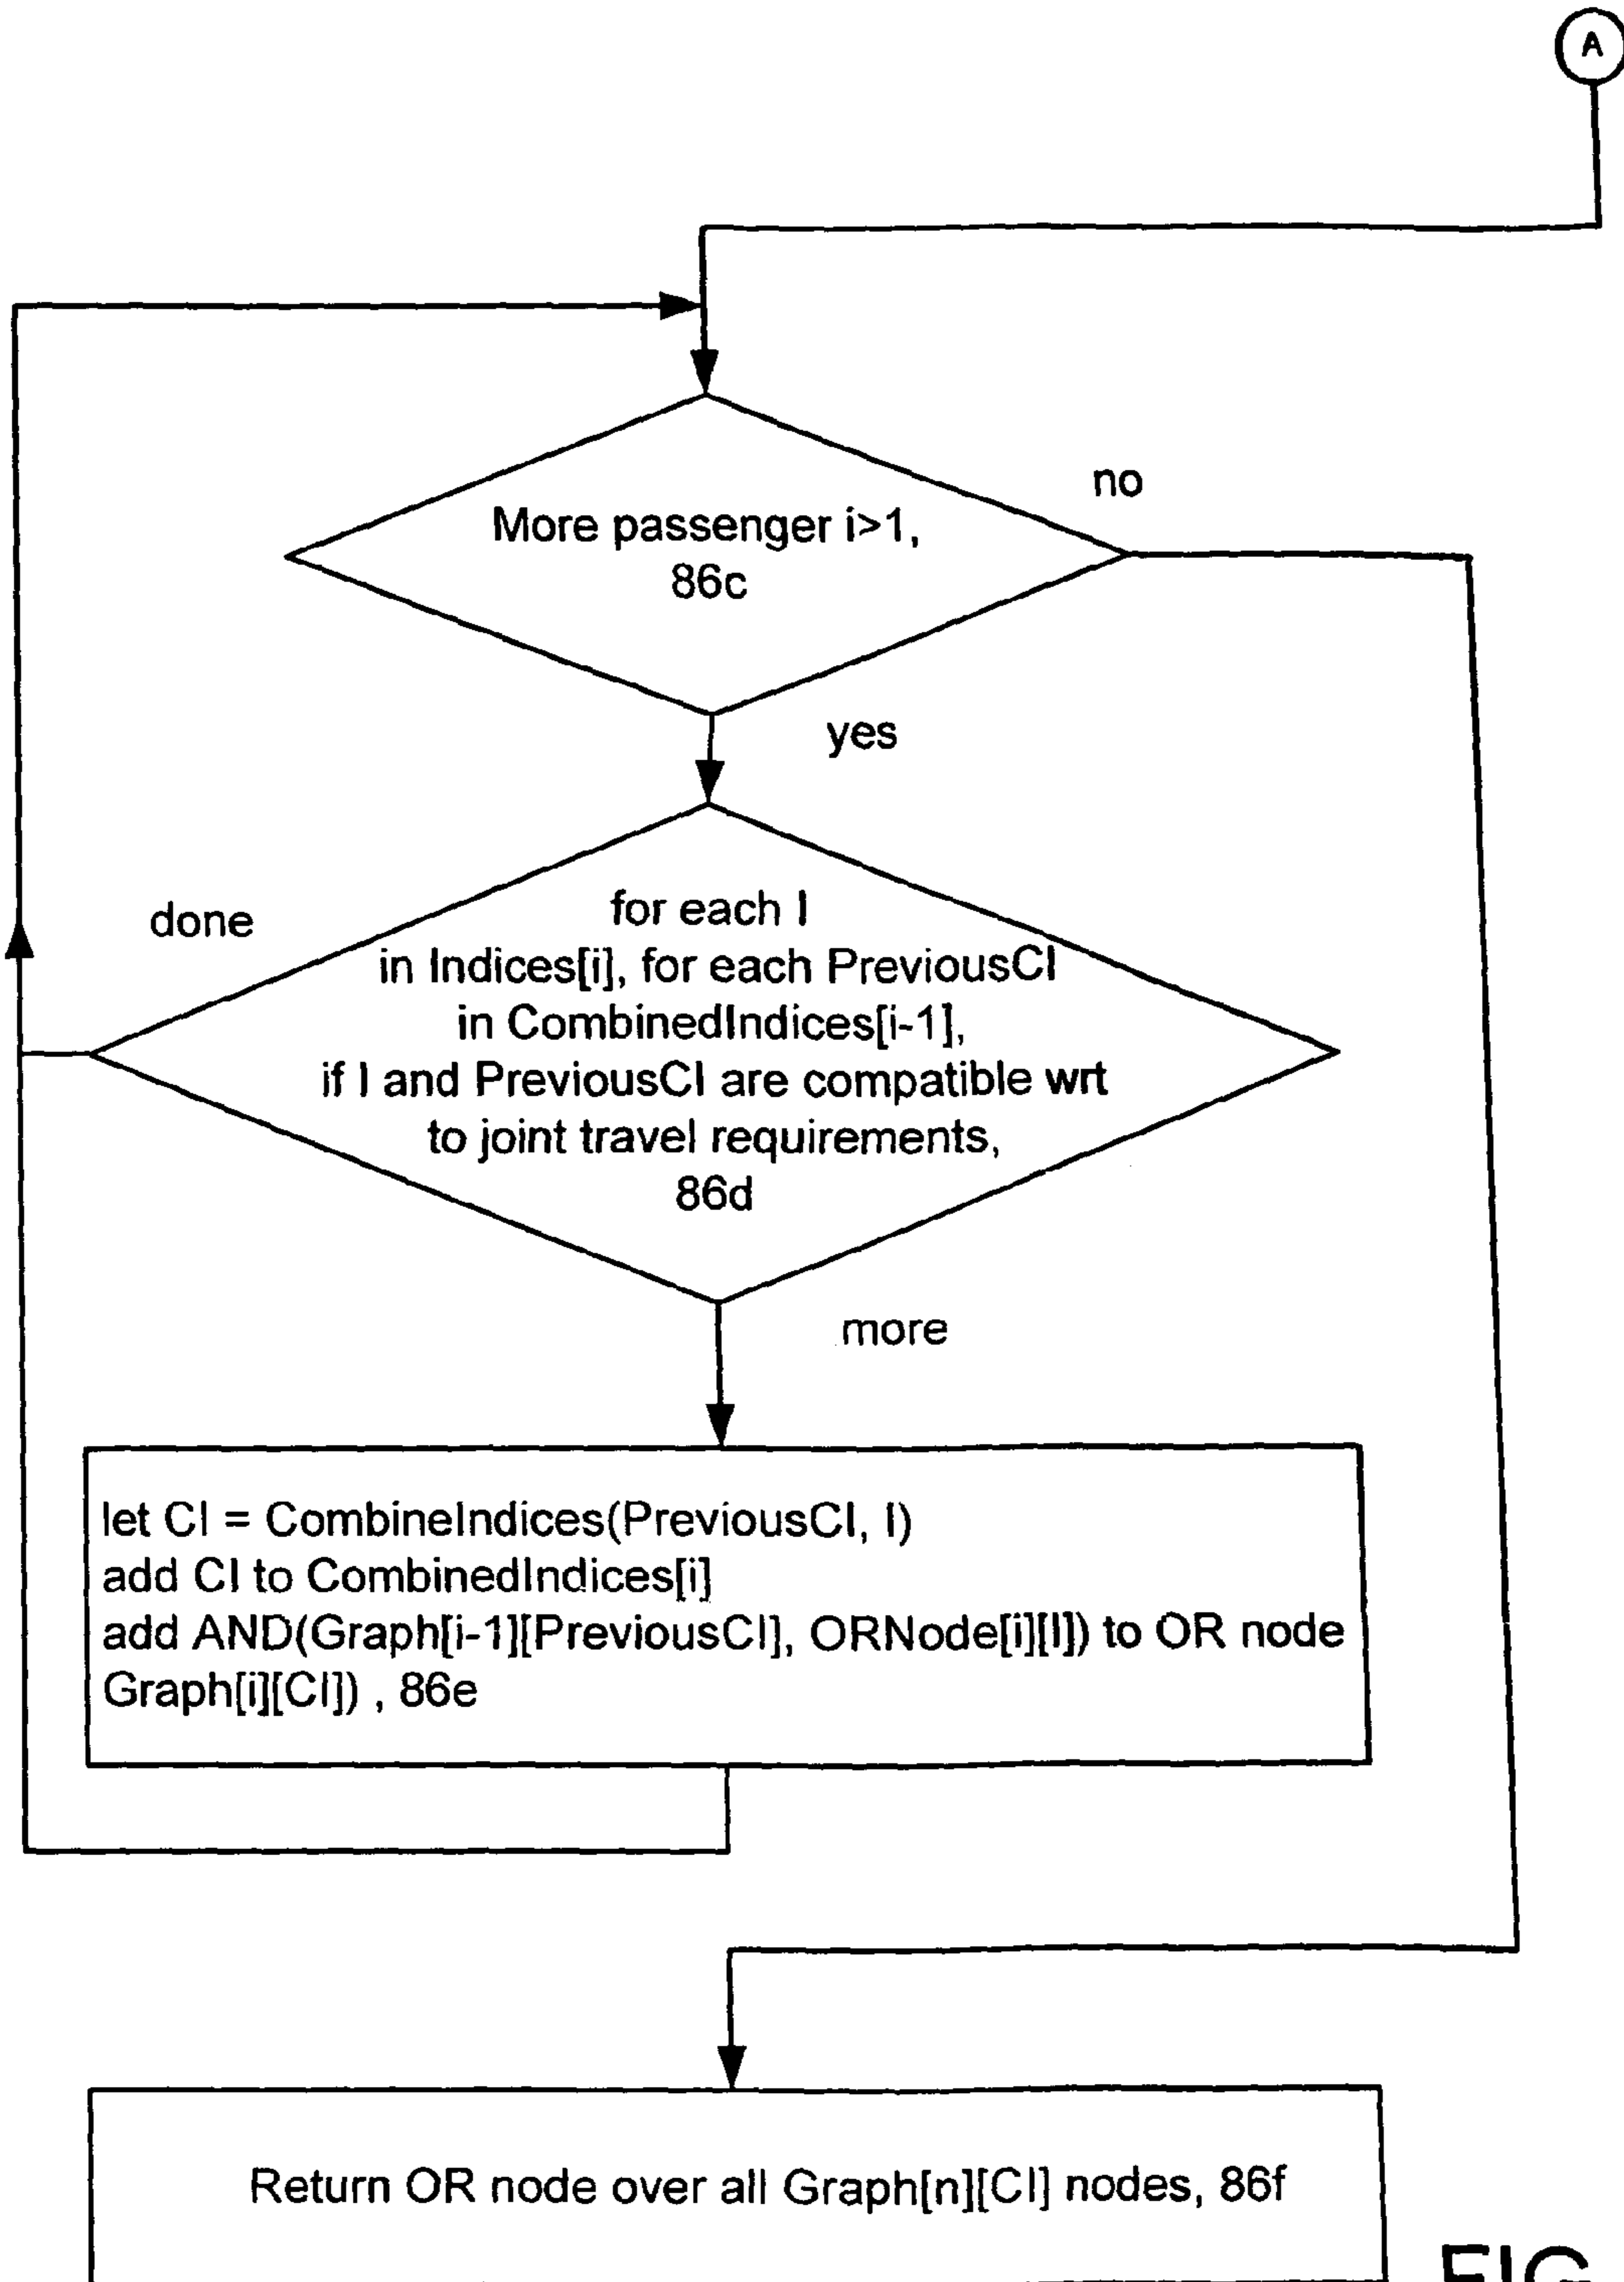 A
More passenger i>1,
86c
no
yes
done
for each I
in Indices[i], for each PreviousCI
in CombinedIndices[i-1],
if I and PreviousCI are compatible wrt
to joint travel requirements,
86d
more
let CI = CombineIndices(PreviousCI, I)
add CI to CombinedIndices[i]
add AND(Graph[i-1][PreviousCI], ORNode[i][I]) to OR node
Graph[i][CI]) , 86e
Return OR node over all Graph[n][CI] nodes, 86f
FIG